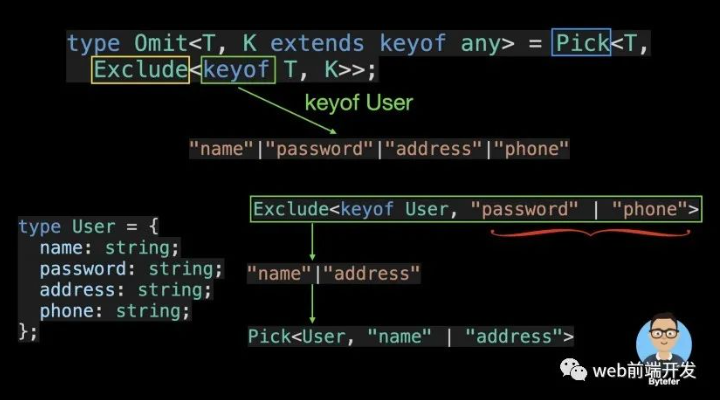 type Omit<T, K extends keyof any> = Pick<T,
Exclude<keyof T, K>>;
keyof User
"name"|"password"|"address"|"phone"
Exclude<keyof User, "password" | "phone">
type User = {
name: string;
password: string;
address: string;
phone: string;
};
"name"|"address"
Pick<User, "name" | "address">
web前端开发
Bytefer